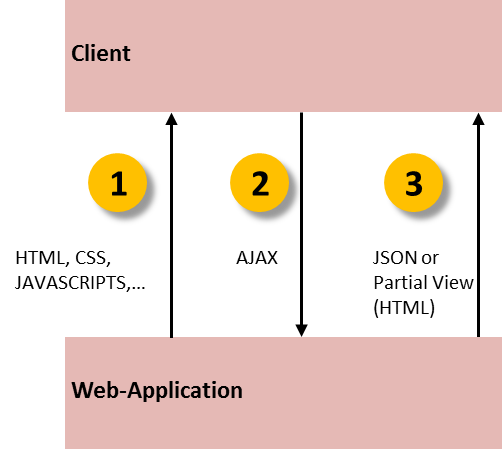 Client
1
2
3
HTML, CSS,
JAVASCRIPTS,...
AJAX
JSON or
Partial View
(HTML)
Web-Application